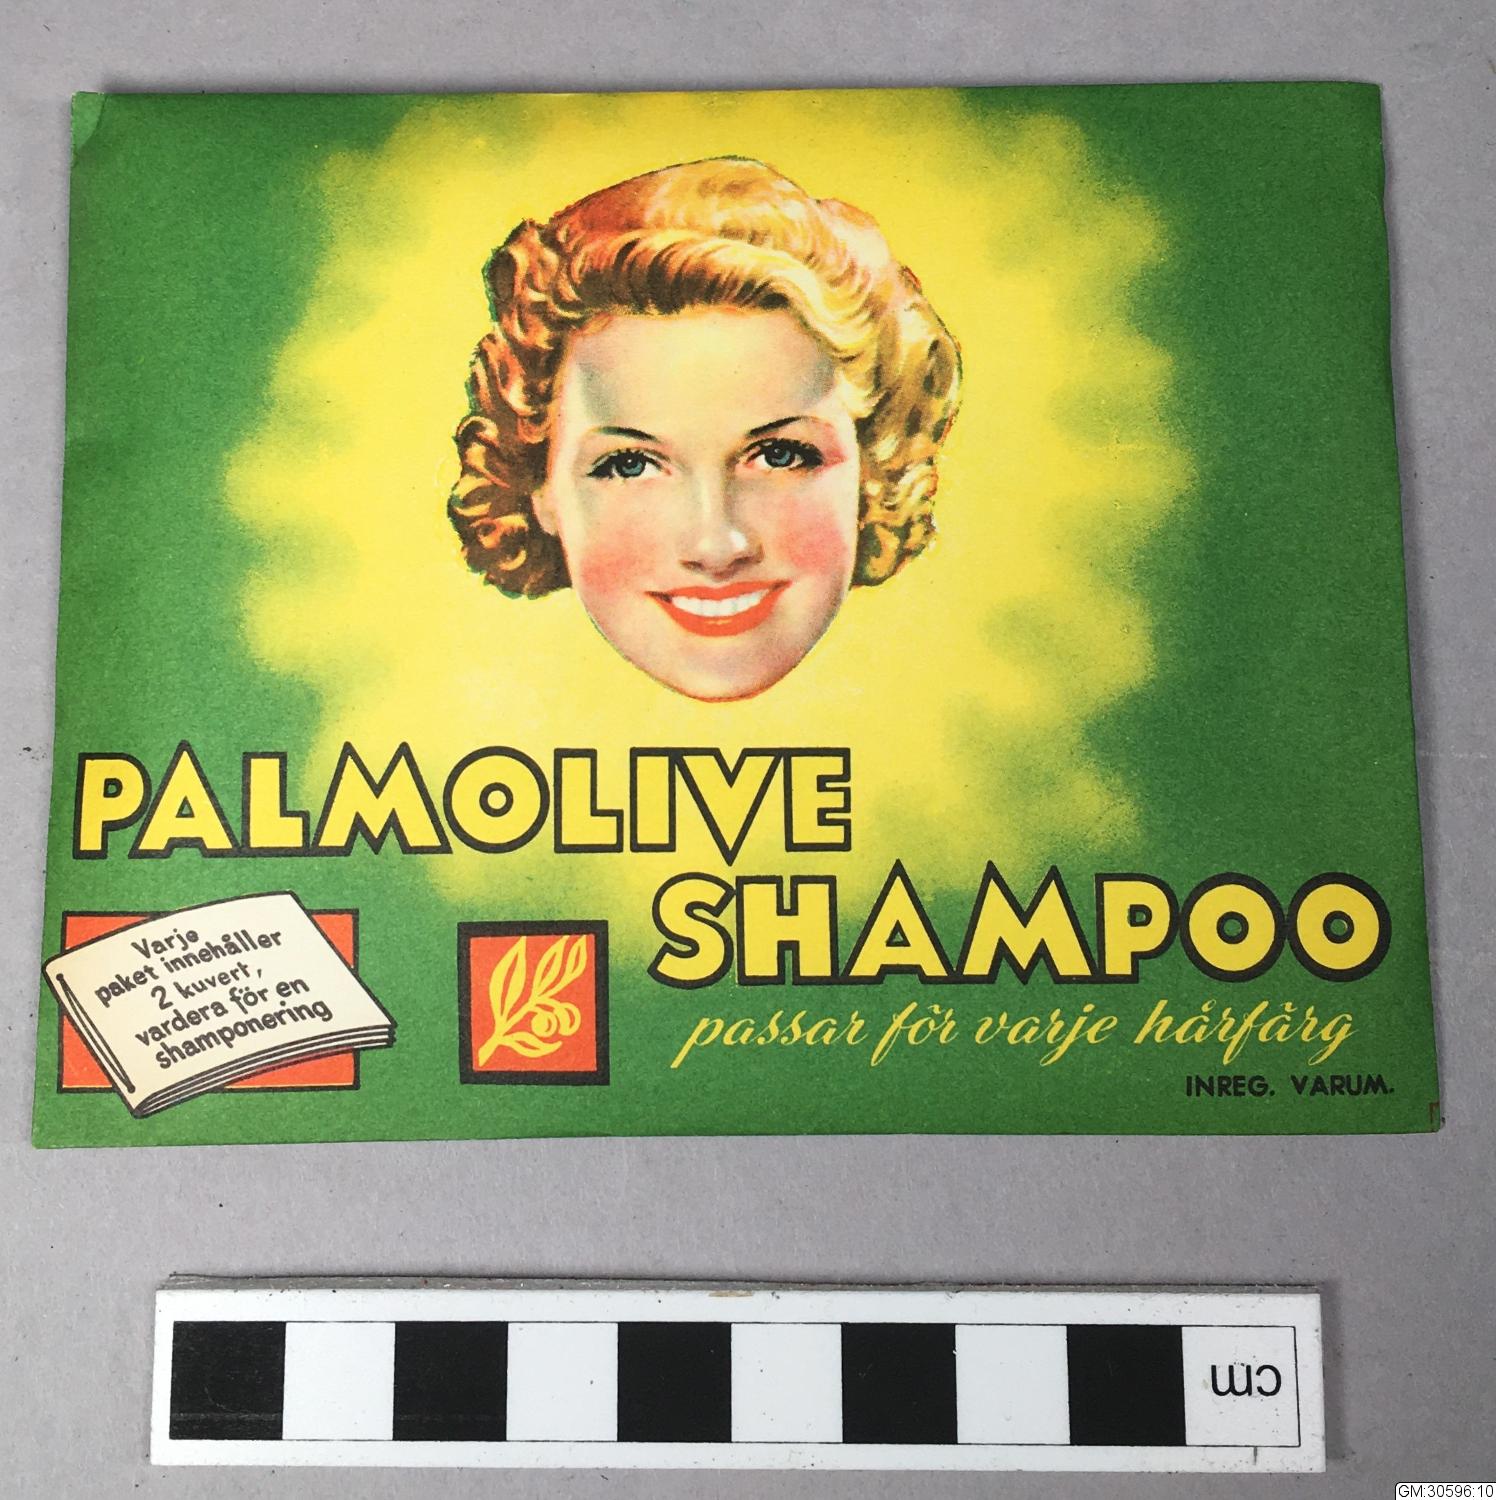 PALMOLIVE
SHAMPOO
passar för varje hårfärg
INREG. VARUM.
Varje
paket innehåller
2 kuvert,
vardera för en
shamponering
cm
GM:30596:10